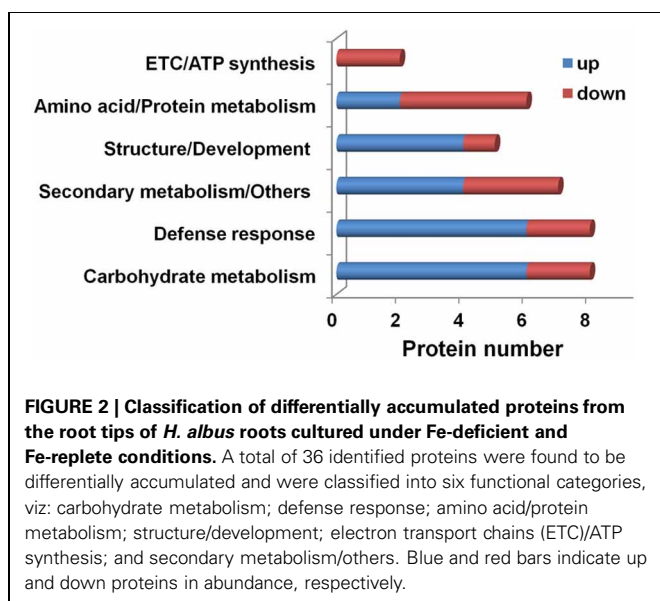 ETC/ATP synthesis
Amino acid/Protein metabolism
Structure/Development
Secondary metabolism/Others
Defense response
Carbohydrate metabolism
up
down
0 2 4 6 8
Protein number
FIGURE 2 | Classification of differentially accumulated proteins from
the root tips of H. albus roots cultured under Fe-deficient and
Fe-replete conditions. A total of 36 identified proteins were found to be
differentially accumulated and were classified into six functional categories,
viz: carbohydrate metabolism; defense response; amino acid/protein
metabolism; structure/development; electron transport chains (ETC)/ATP
synthesis; and secondary metabolism/others. Blue and red bars indicate up
and down proteins in abundance, respectively.